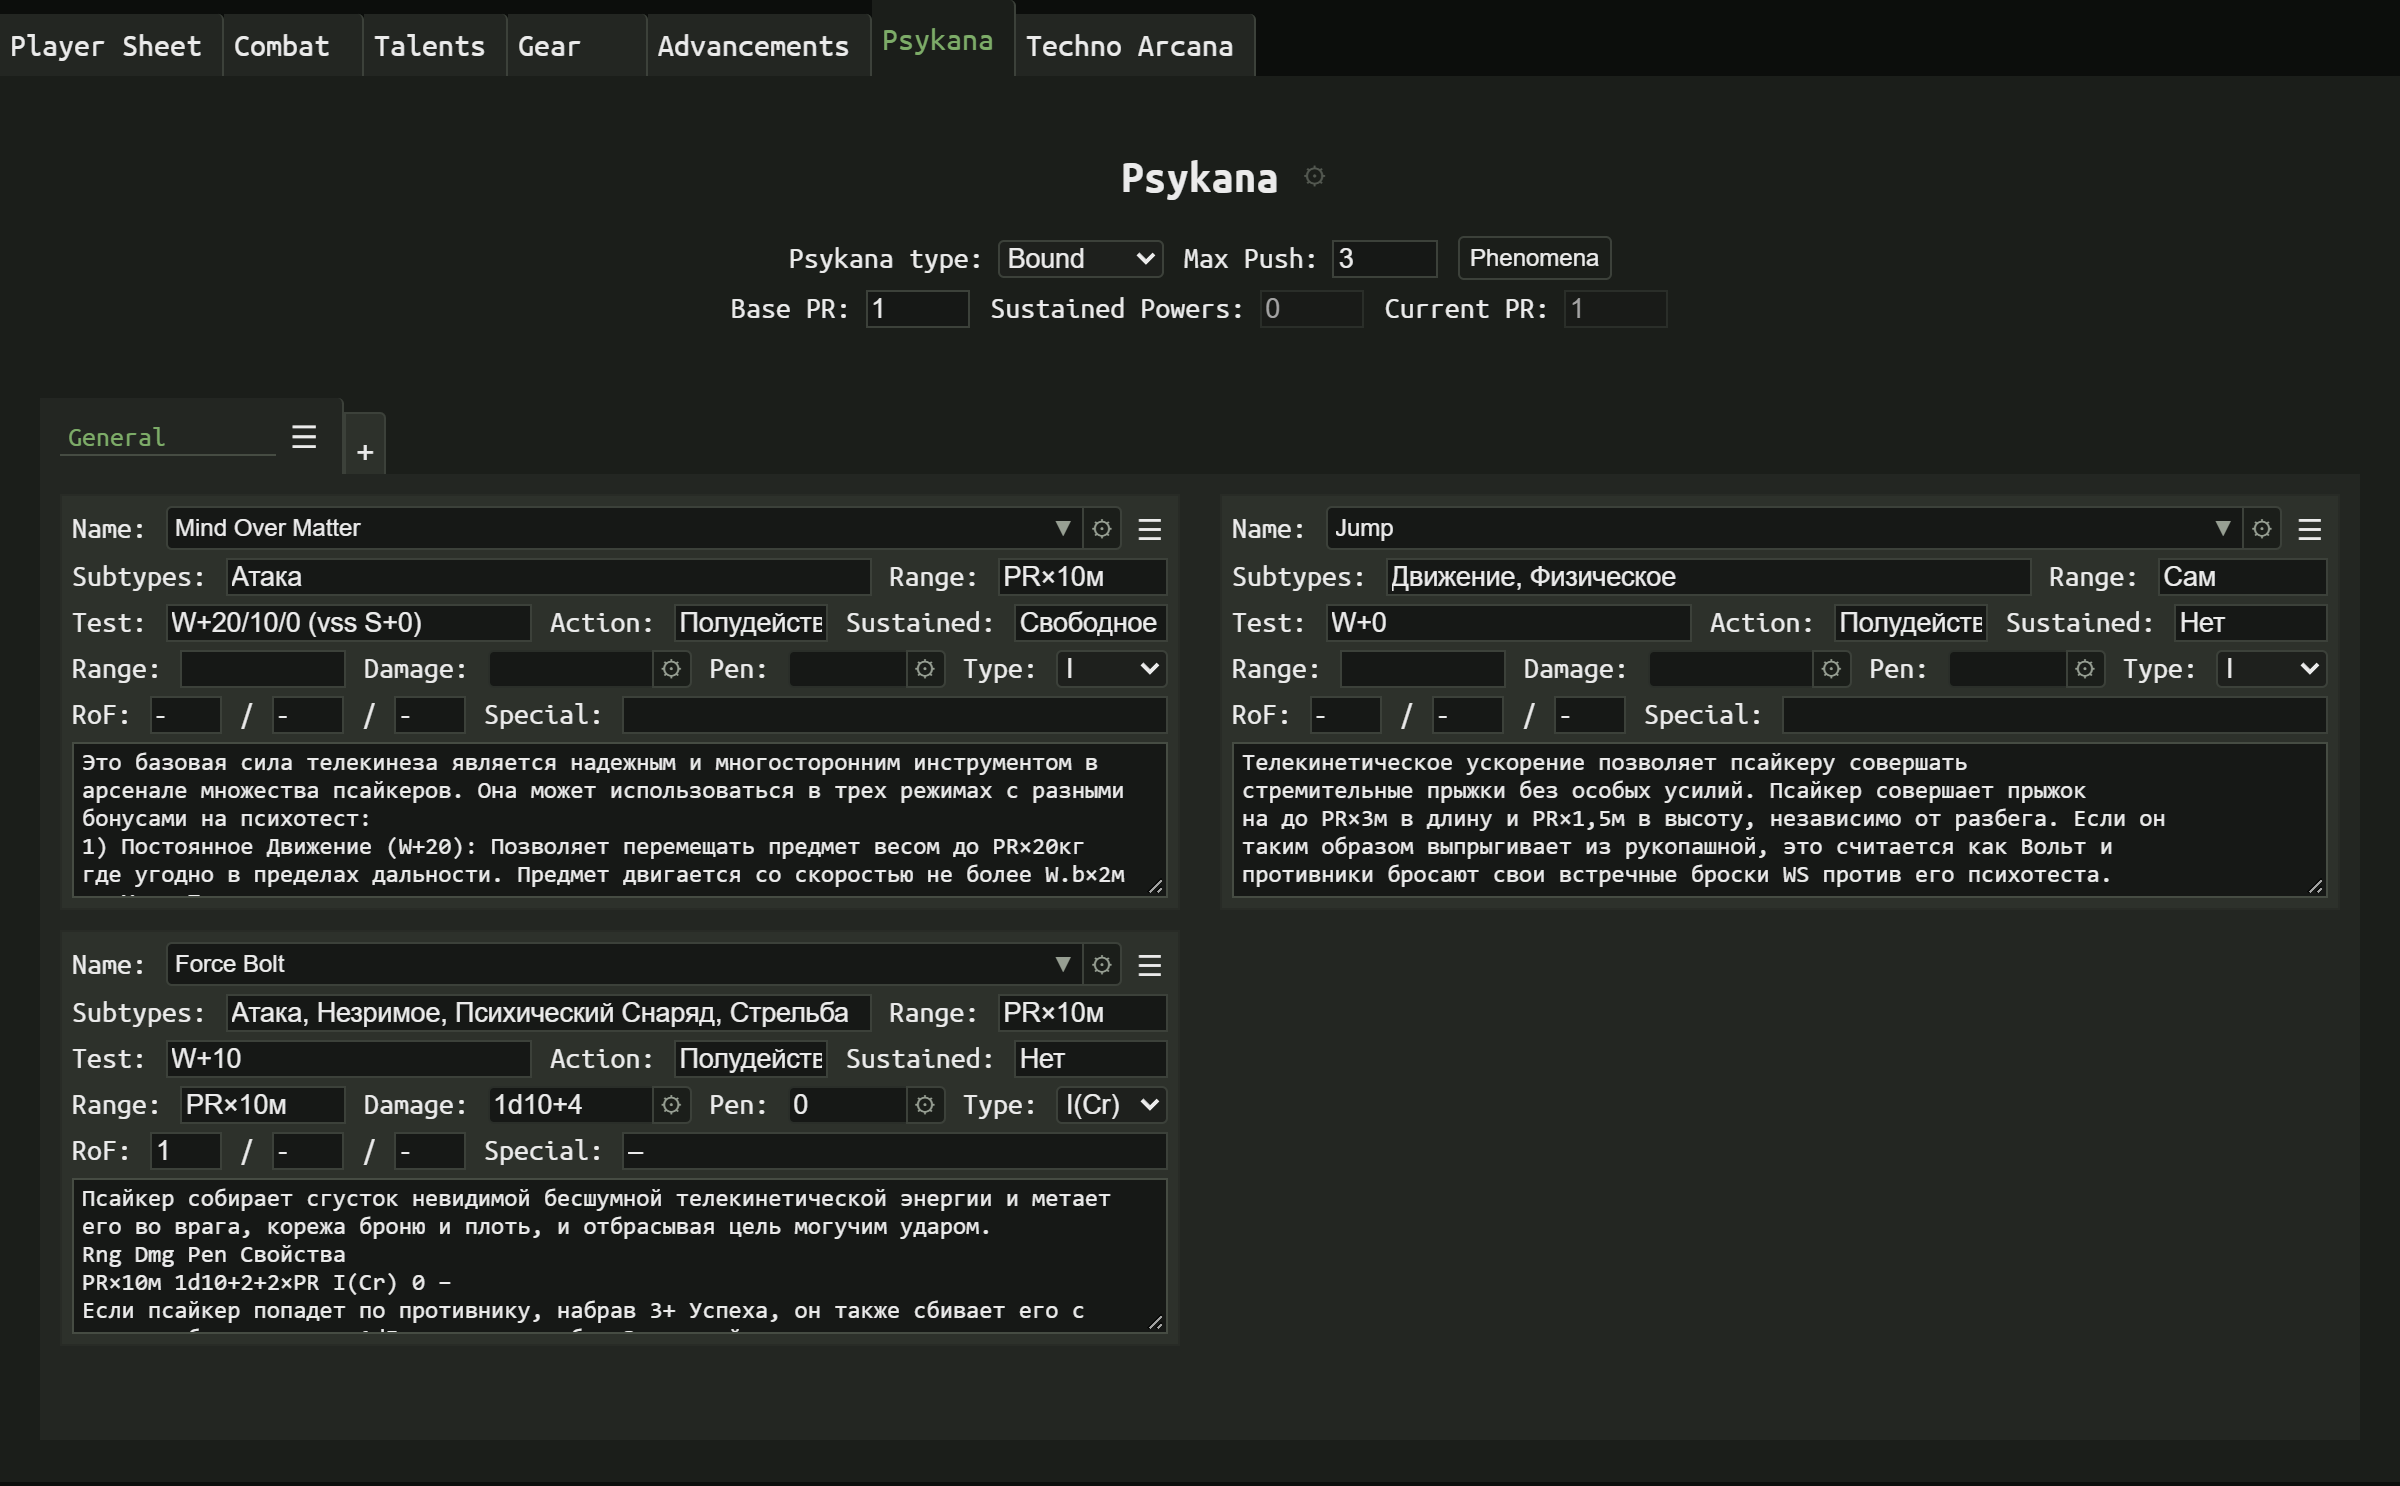 Player Sheet Combat Talents Gear Advancements Psykana Techno Arcana
Psykana
Psykana type: Bound Max Push: 3 Phenomena
Base PR: 1 Sustained Powers: 0 Current PR: 1
General
+
Name: Mind Over Matter
Subtypes: Атака Range: PR×10м
Test: W+20/10/0 (vss S+0) Action: Полудейств Sustained: Свободное
Range: Damage: Pen: Type: I
RoF: - / - / - Special:
Это базовая сила телекинеза является надежным и многосторонним инструментом в
арсенале множества псайкеров. Она может использоваться в трех режимах с разными
бонусами на психотест:
1) Постоянное Движение (W+20): Позволяет перемещать предмет весом до PR×20кг
где угодно в пределах дальности. Предмет двигается со скоростью не более W.b×2м
Name: Jump
Subtypes: Движение, Физическое Range: Сам
Test: W+0 Action: Полудейств Sustained: Нет
Range: Damage: Pen: Type: I
RoF: - / - / - Special:
Телекинетическое ускорение позволяет псайкеру совершать
стремительные прыжки без особых усилий. Псайкер совершает прыжок
на до PR×3м в длину и PR×1,5м в высоту, независимо от разбега. Если он
таким образом выпрыгивает из рукопашной, это считается как Вольт и
противники бросают свои встречные броски WS против его психотеста.
Name: Force Bolt
Subtypes: Атака, Незримое, Психический Снаряд, Стрельба Range: PR×10м
Test: W+10 Action: Полудейств Sustained: Нет
Range: PR×10м Damage: 1d10+4 Pen: 0 Type: I(Cr)
RoF: 1 / - / - Special: –
Псайкер собирает сгусток невидимой бесшумной телекинетической энергии и метает
его во врага, корежа броню и плоть, и отбрасывая цель могучим ударом.
Rng Dmg Pen Свойства
PR×10м 1d10+2+2×PR I(Cr) 0 –
Если псайкер попадет по противнику, набрав 3+ Успеха, он также сбивает его с